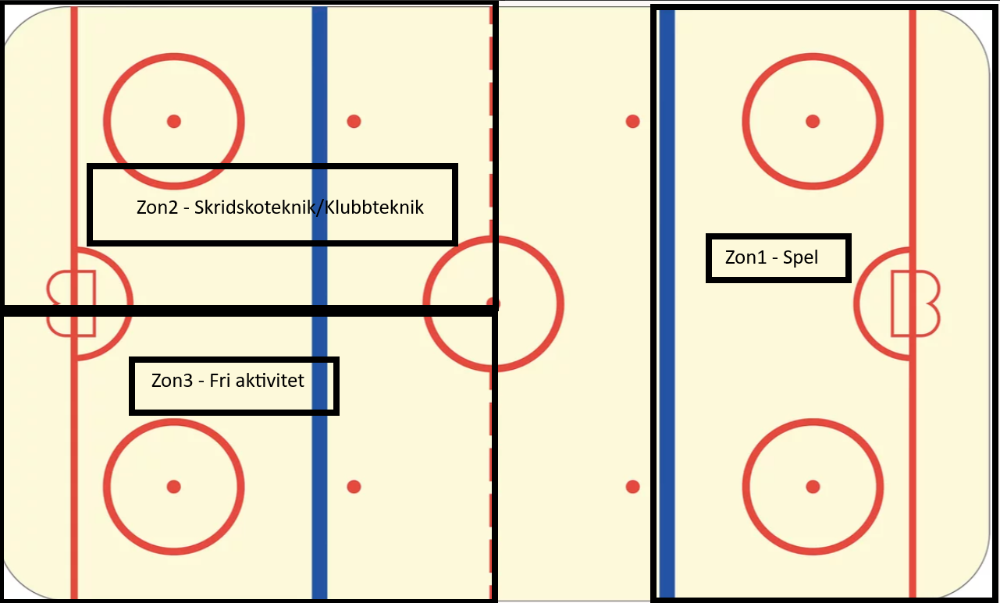 Zon2 - Skridskoteknik/Klubbteknik
Zon1 - Spel
Zon3 - Fri aktivitet